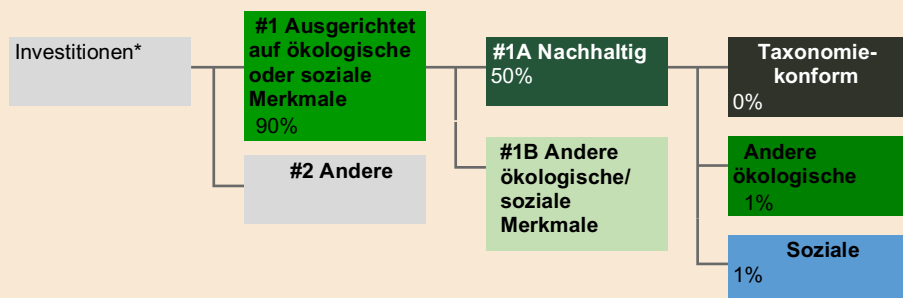 Investitionen*
#1 Ausgerichtet
auf ökologische
oder soziale
Merkmale
90%
#2 Andere
#1A Nachhaltig
50%
#1B Andere
ökologische/
soziale
Merkmale
Taxonomie-
konform
0%
Andere
ökologische
1%
Soziale
1%